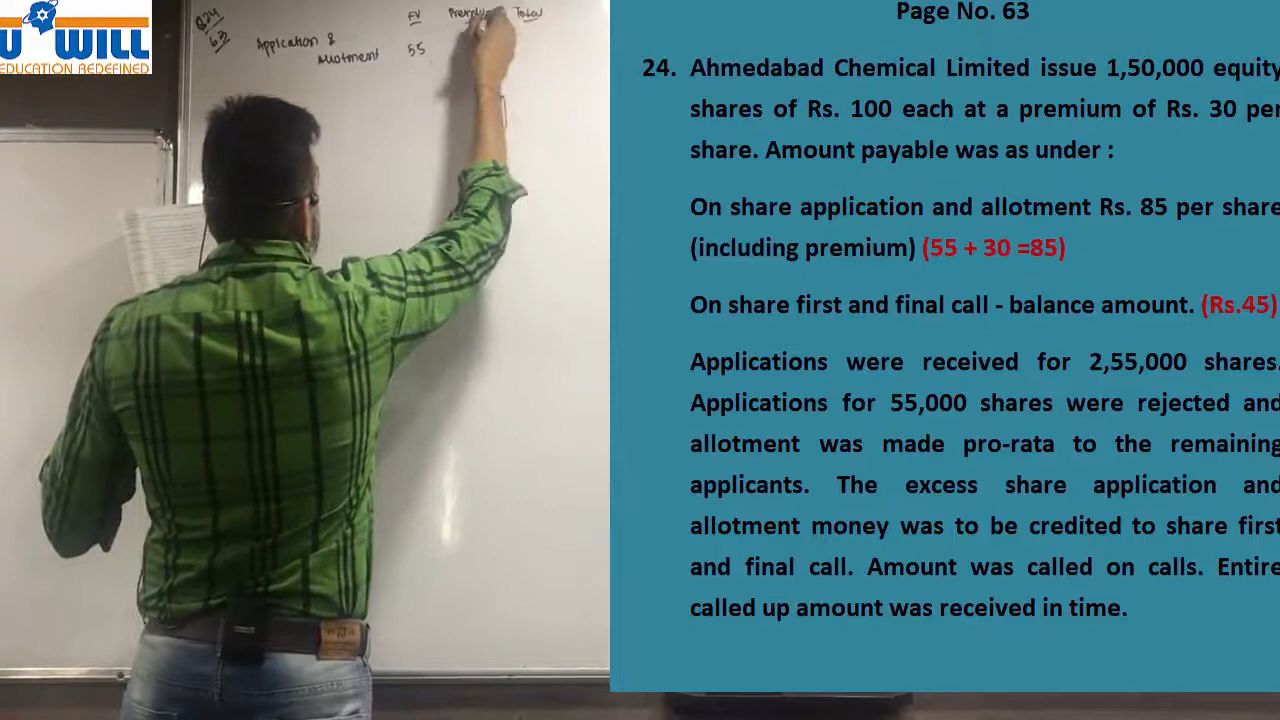 U WILL
EDUCATION REDEFINED
Q24
63
FV Premium Total
Application &
Allotment 55
Page No. 63
24. Ahmedabad Chemical Limited issue 1,50,000 equity
shares of Rs. 100 each at a premium of Rs. 30 per
share. Amount payable was as under :
On share application and allotment Rs. 85 per share
(including premium) (55 + 30 =85)
On share first and final call - balance amount. (Rs.45)
Applications were received for 2,55,000 shares.
Applications for 55,000 shares were rejected and
allotment was made pro-rata to the remaining
applicants. The excess share application and
allotment money was to be credited to share first
and final call. Amount was called on calls. Entire
called up amount was received in time.